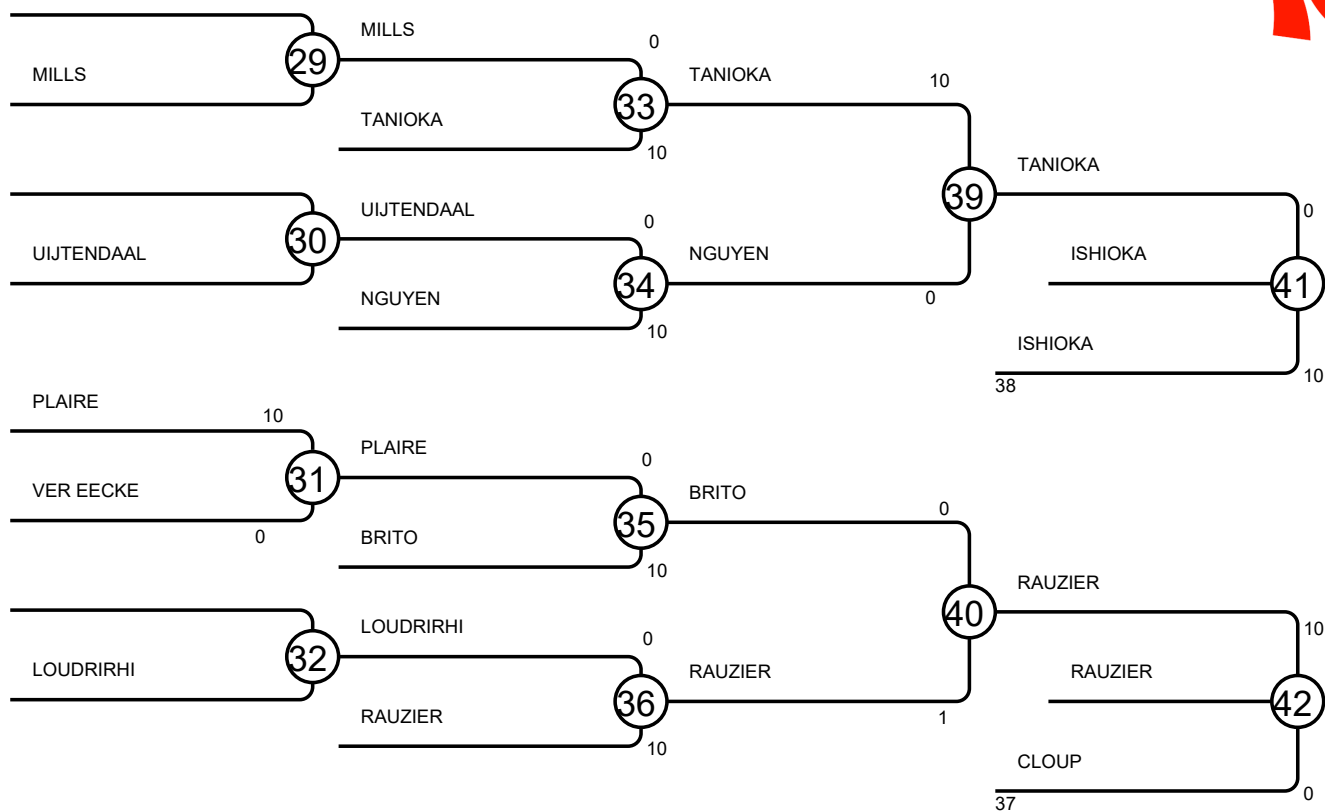 MILLS
0
MILLS
29
TANIOKA
10
TANIOKA
33
10
TANIOKA
UIJTENDAAL
0
39
0
UIJTENDAAL
30
NGUYEN
ISHIOKA
NGUYEN
34
0
41
10
ISHIOKA
38
10
PLAIRE
10
PLAIRE
0
VER EECKE
31
BRITO
0
0
BRITO
35
10
RAUZIER
LOUDRIRHI
0
40
10
LOUDRIRHI
32
RAUZIER
RAUZIER
RAUZIER
36
1
42
10
CLOUP
37
0